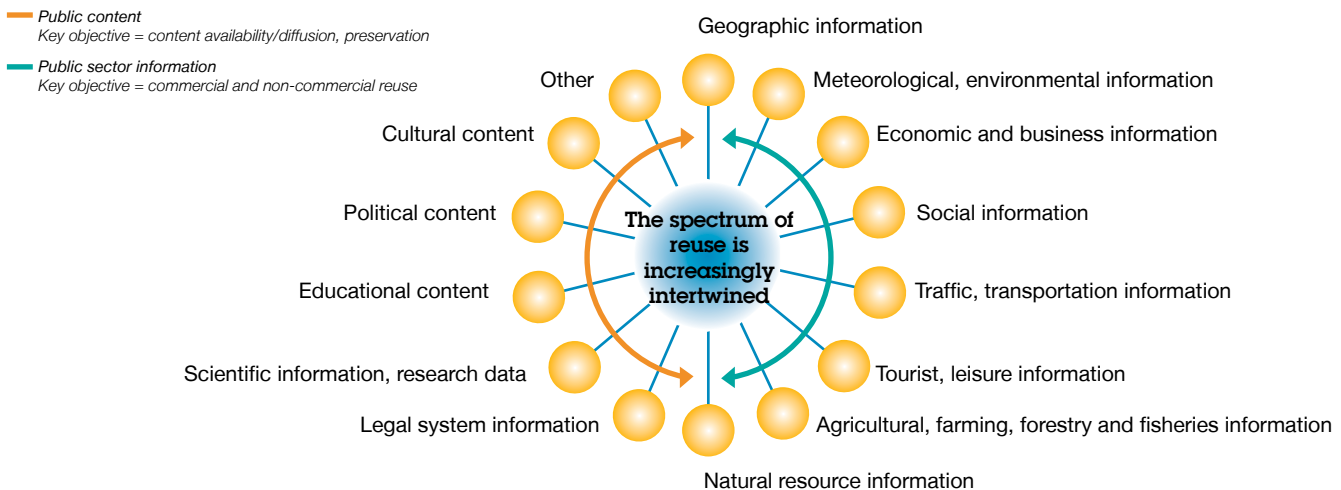 Public content
Key objective = content availability/diffusion, preservation
Public sector information
Key objective = commercial and non-commercial reuse
Geographic information
Other
Meteorological, environmental information
Cultural content
Economic and business information
Political content
Social information
The spectrum of
reuse is
increasingly
intertwined
Educational content
Traffic, transportation information
Scientific information, research data
Tourist, leisure information
Legal system information
Agricultural, farming, forestry and fisheries information
Natural resource information